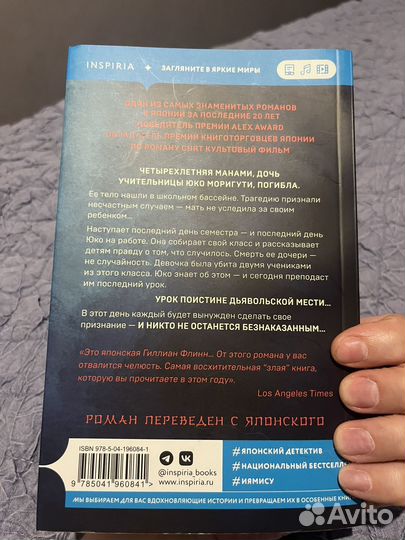 INSPIRIA + ЗАГЛЯНИТЕ В ЯРКИЕ МИРЫ
ОДИН ИЗ САМЫХ ЗНАМЕНИТЫХ РОМАНОВ
В ЯПОНИИ ЗА ПОСЛЕДНИЕ 20 ЛЕТ
ПОБЕДИТЕЛЬ ПРЕМИИ ALEX AWARD
ОБЛАДАТЕЛЬ ПРЕМИИ КНИГОТОРГОВЦЕВ ЯПОНИИ
ПО РОМАНУ СНЯТ КУЛЬТОВЫЙ ФИЛЬМ
ЧЕТЫРЕХЛЕТНЯЯ МАНАМИ, ДОЧЬ
УЧИТЕЛЬНИЦЫ ЮКО МОРИГУТИ, ПОГИБЛА.
Ее тело нашли в школьном бассейне. Трагедию признали
несчастным случаем — мать не уследила за своим
ребенком...
Наступает последний день семестра — и последний день
Юко на работе. Она собирает свой класс и рассказывает
детям правду о том, что случилось. Смерть ее дочери —
не случайность. Девочка была убита двумя учениками
из этого класса. Юко знает об этом — и сегодня преподаст
им последний урок.
УРОК ПОИСТИНЕ ДЬЯВОЛЬСКОЙ МЕСТИ...
В этот день каждый будет вынужден сделать свое
признание — И НИКТО НЕ ОСТАНЕТСЯ БЕЗНАКАЗАННЫМ...
«Это японская Гиллиан Флинн... От этого романа у вас
отвалится челюсть. Самая восхитительная "злая" книга,
которую вы прочитаете в этом году».
Los Angeles Times
РОМАН ПЕРЕВЕДЕН С ЯПОНСКОГО
ISBN 978-5-04-196084-1
9 785041 960841 >
inspiria_books
www.inspiria.ru
#ЯПОНСКИЙ ДЕТЕКТИВ
#НАЦИОНАЛЬНЫЙ БЕСТСЕЛЛ
#ИЯМИСУ
МЫ ВЫБИРАЕМ ДЛЯ ВАС ВДОХНОВЛЯЮЩИЕ ИСТОРИИ И ПРЕВРАЩАЕМ ИХ В ОСОБЕННЫЕ КНИ
Avito